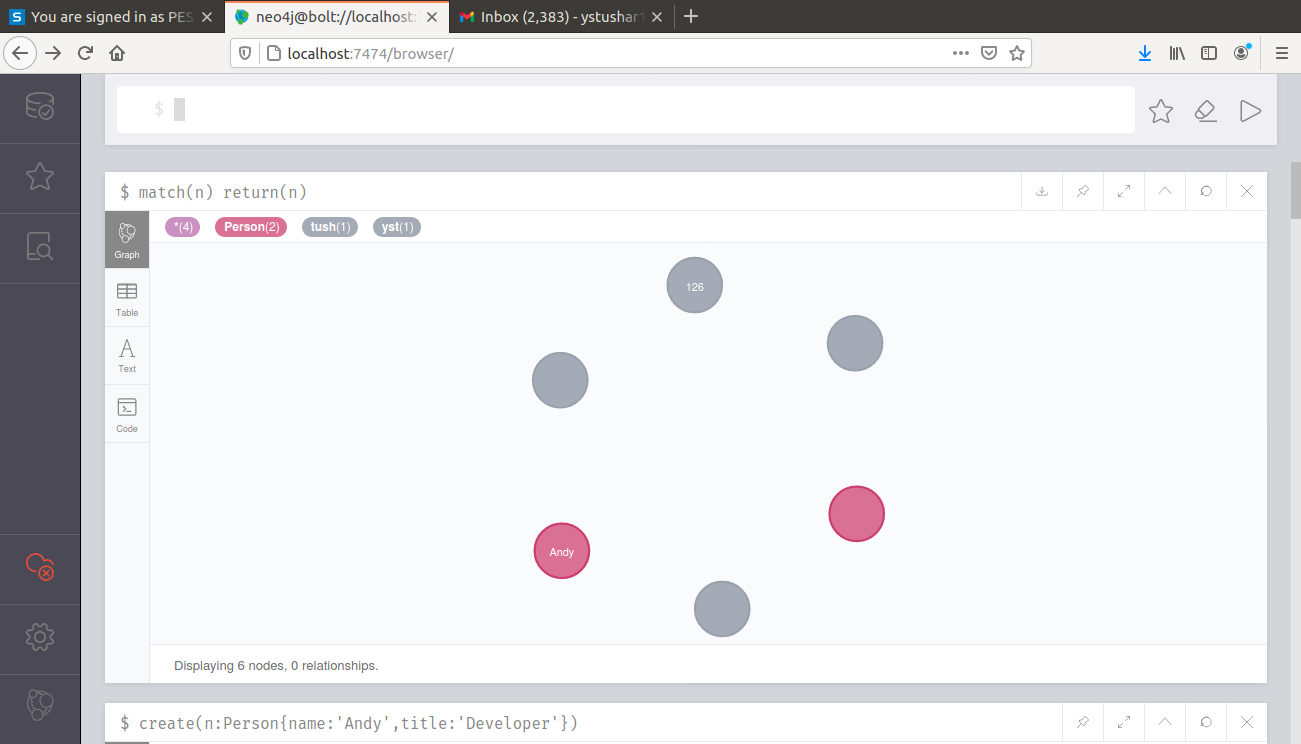 S You are signed in as PES
neo4j@bolt://localhost:7
Inbox (2,383) - ystushar1
localhost:7474/browser/
$
$ match(n) return(n)
*(4) Person(2) tush(1) yst(1)
Graph
Table
Text
Code
126
Andy
Displaying 6 nodes, 0 relationships.
$ create(n:Person{name:'Andy',title:'Developer'})